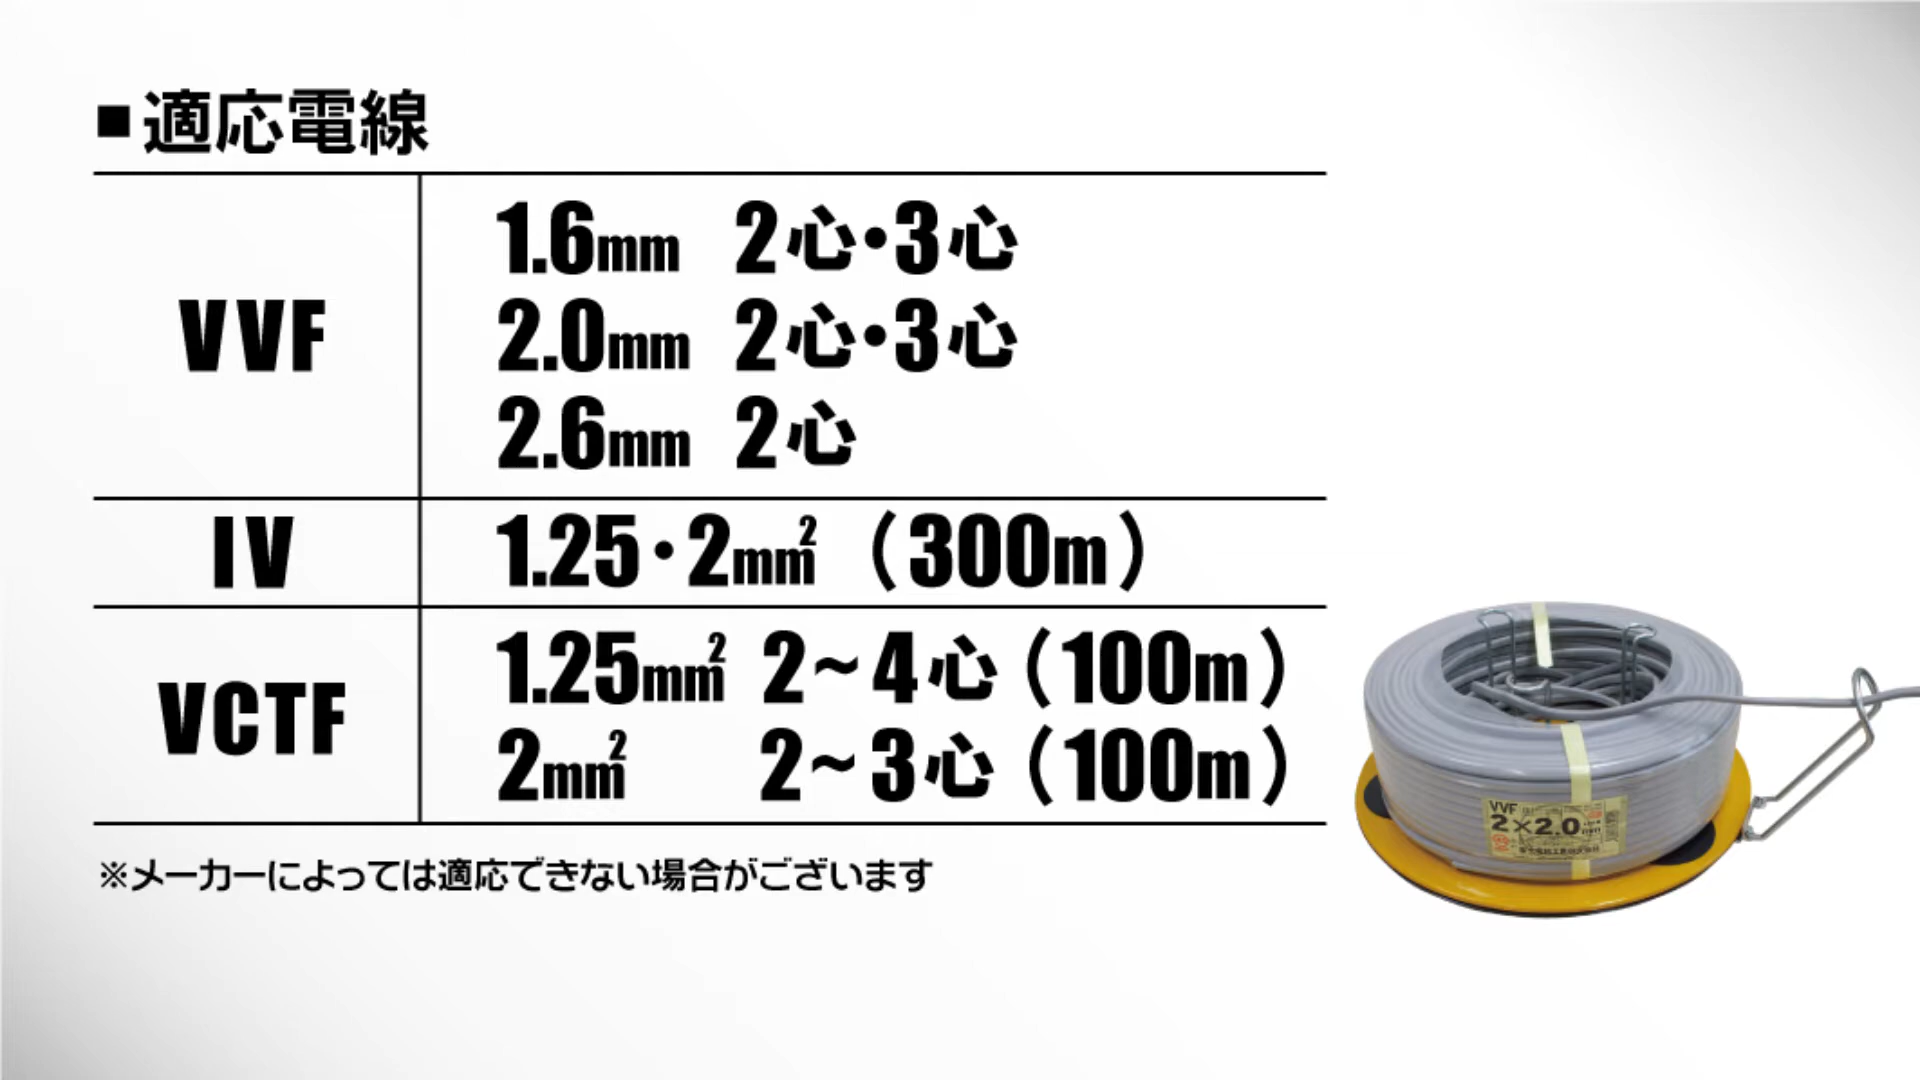 ■適応電線
VVF
1.6mm 2心・3心
2.0mm 2心・3心
2.6mm 2心
IV
1.25・2mm²（300m）
VCTF
1.25mm² 2～4心（100m）
2mm² 2～3心（100m）
※メーカーによっては適応できない場合がございます
VVF
2×2.0